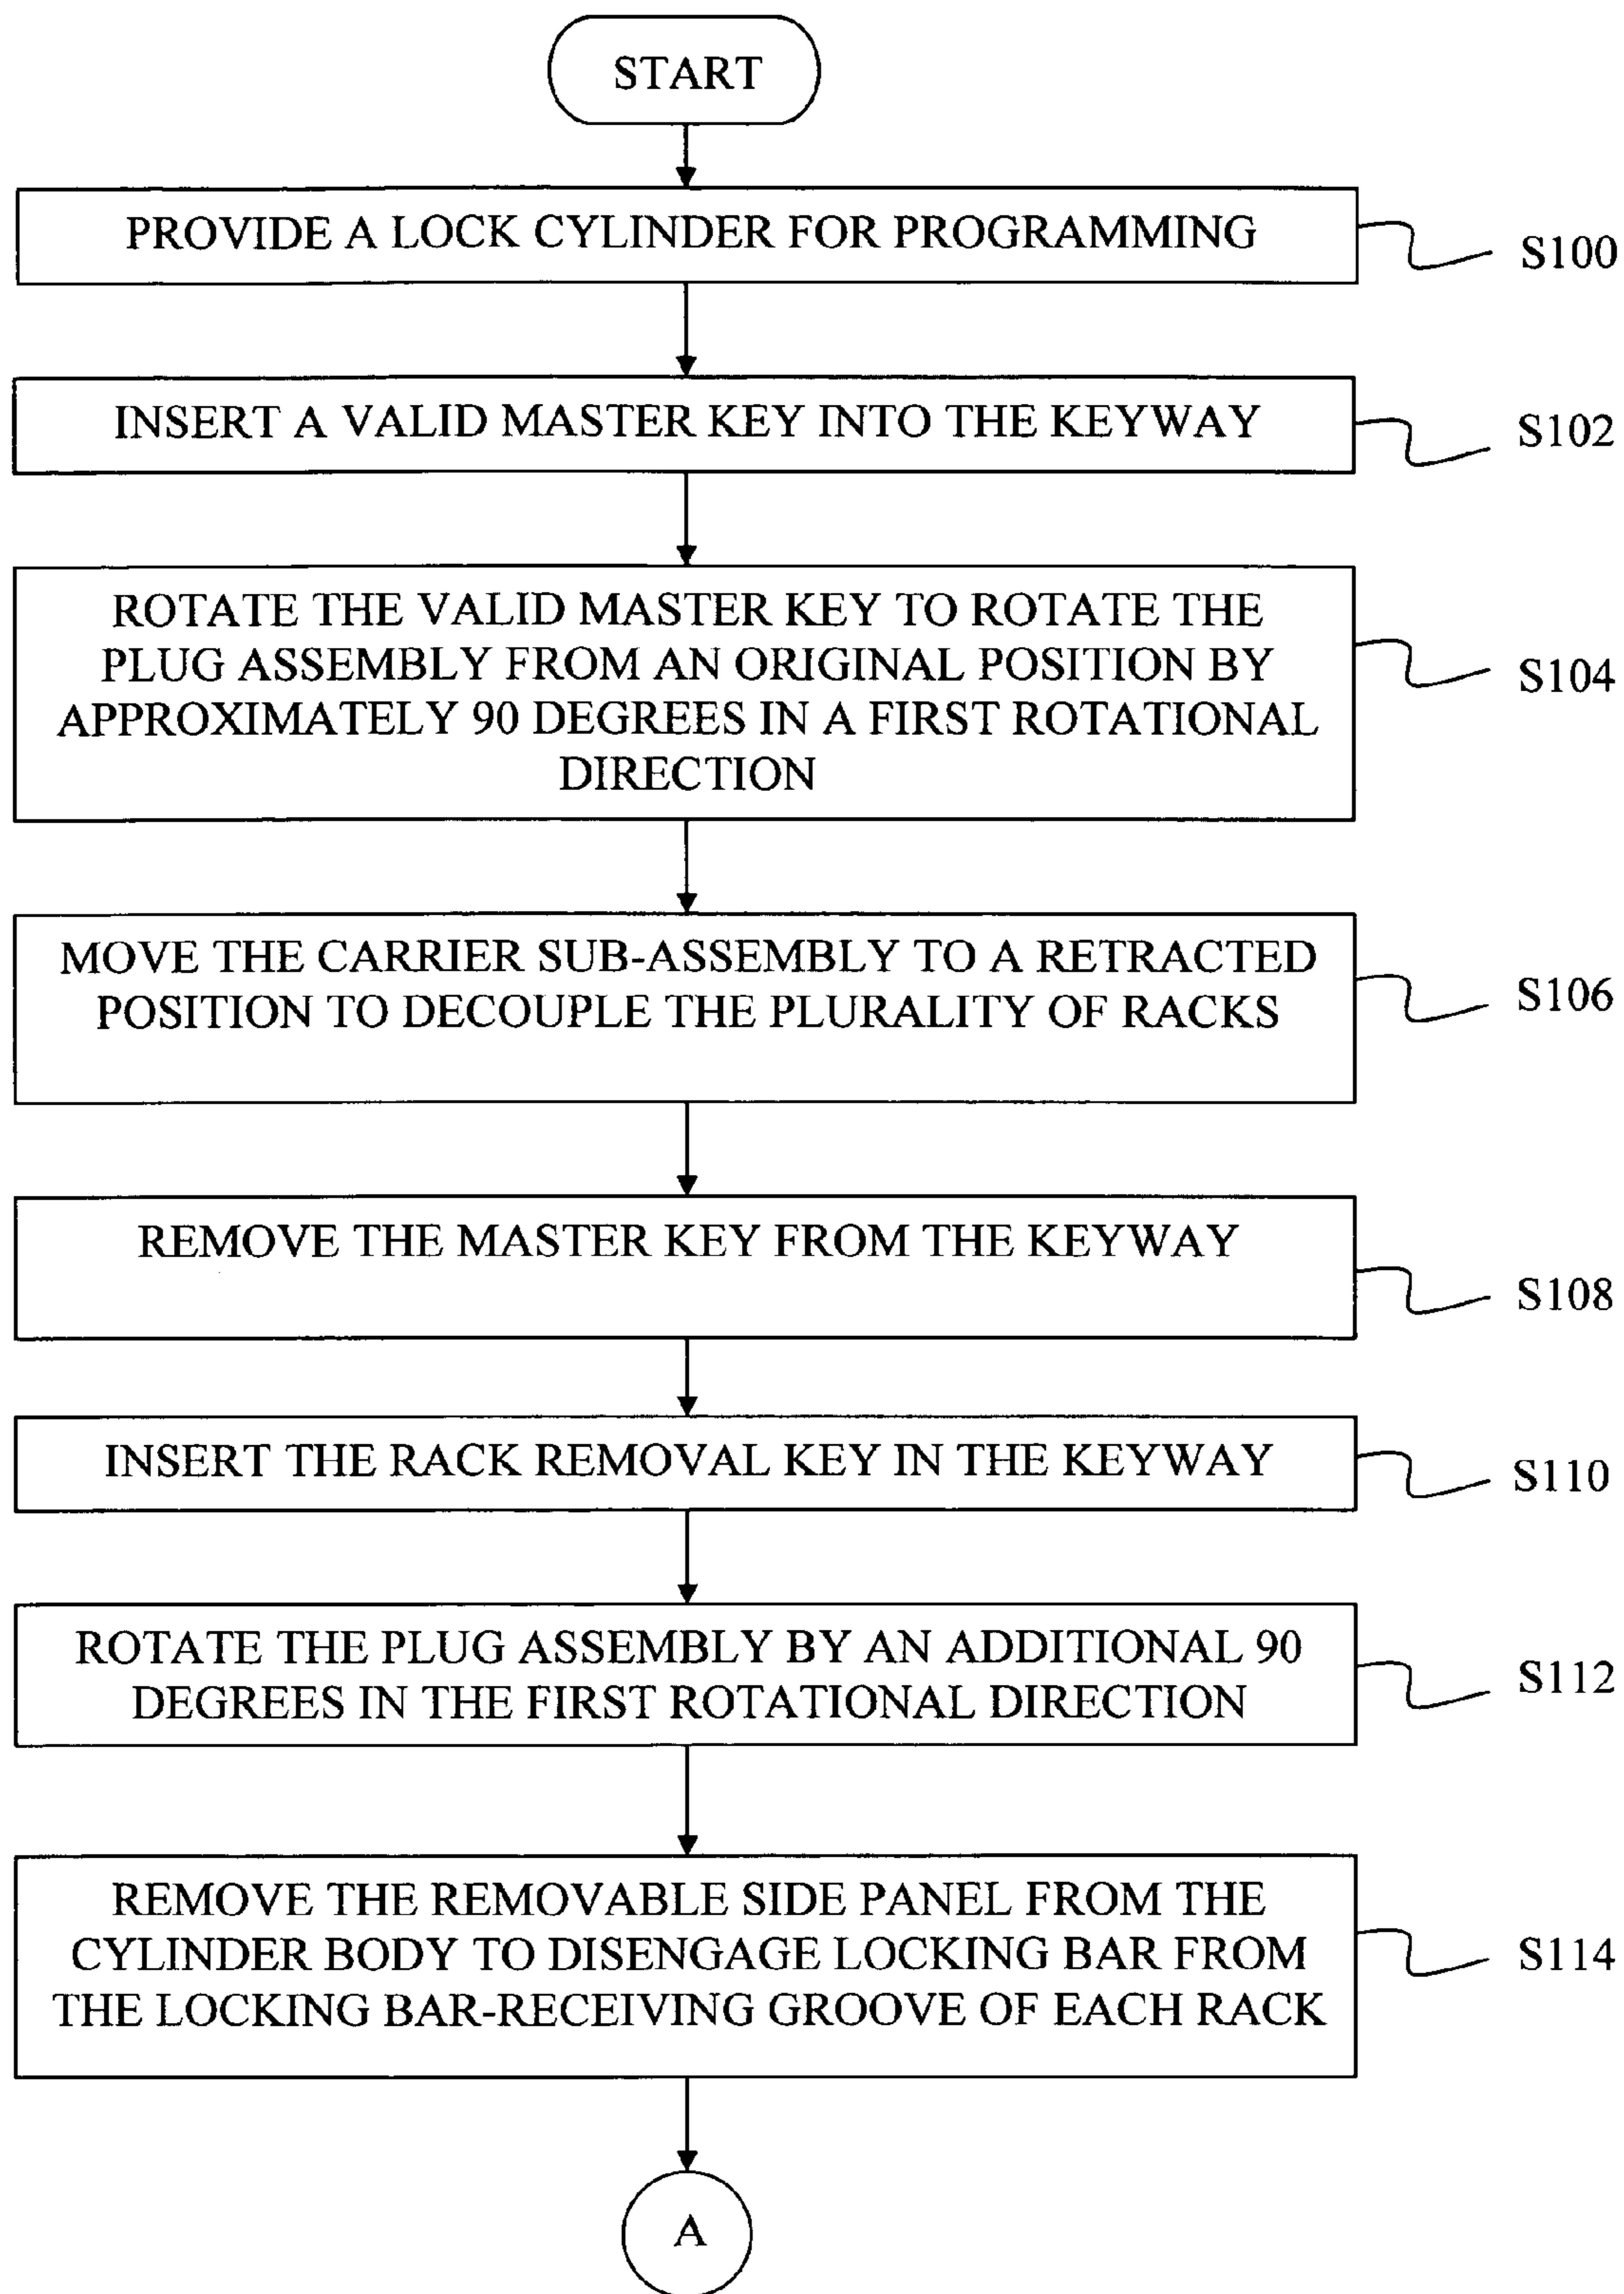 START
PROVIDE A LOCK CYLINDER FOR PROGRAMMING
S100
INSERT A VALID MASTER KEY INTO THE KEYWAY
S102
ROTATE THE VALID MASTER KEY TO ROTATE THE
PLUG ASSEMBLY FROM AN ORIGINAL POSITION BY
APPROXIMATELY 90 DEGREES IN A FIRST ROTATIONAL
DIRECTION
S104
MOVE THE CARRIER SUB-ASSEMBLY TO A RETRACTED
POSITION TO DECOUPLE THE PLURALITY OF RACKS
S106
REMOVE THE MASTER KEY FROM THE KEYWAY
S108
INSERT THE RACK REMOVAL KEY IN THE KEYWAY
S110
ROTATE THE PLUG ASSEMBLY BY AN ADDITIONAL 90
DEGREES IN THE FIRST ROTATIONAL DIRECTION
S112
REMOVE THE REMOVABLE SIDE PANEL FROM THE
CYLINDER BODY TO DISENGAGE LOCKING BAR FROM
THE LOCKING BAR-RECEIVING GROOVE OF EACH RACK
S114
A